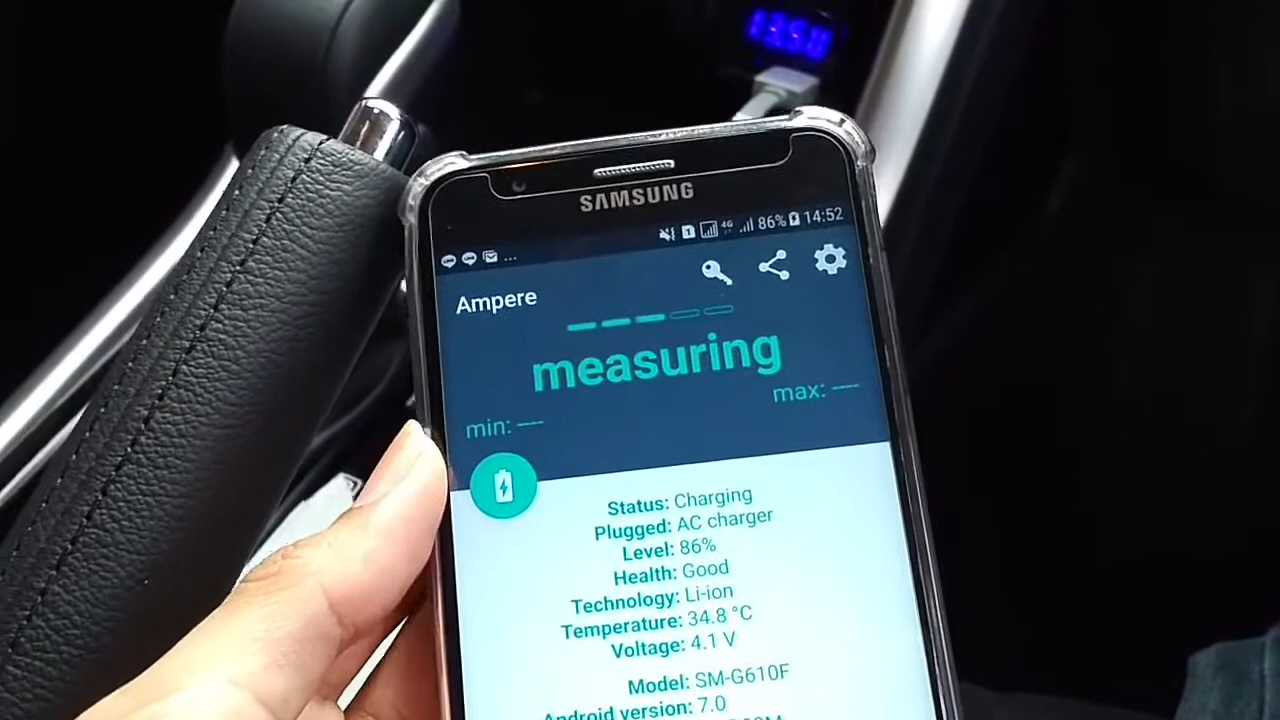 SAMSUNG
4G 86% 14:52
...
Ampere
measuring
min: —
max: —
Status: Charging
Plugged: AC charger
Level: 86%
Health: Good
Technology: Li-ion
Temperature: 34.8 °C
Voltage: 4.1 V
Model: SM-G610F
Android version: 7.0